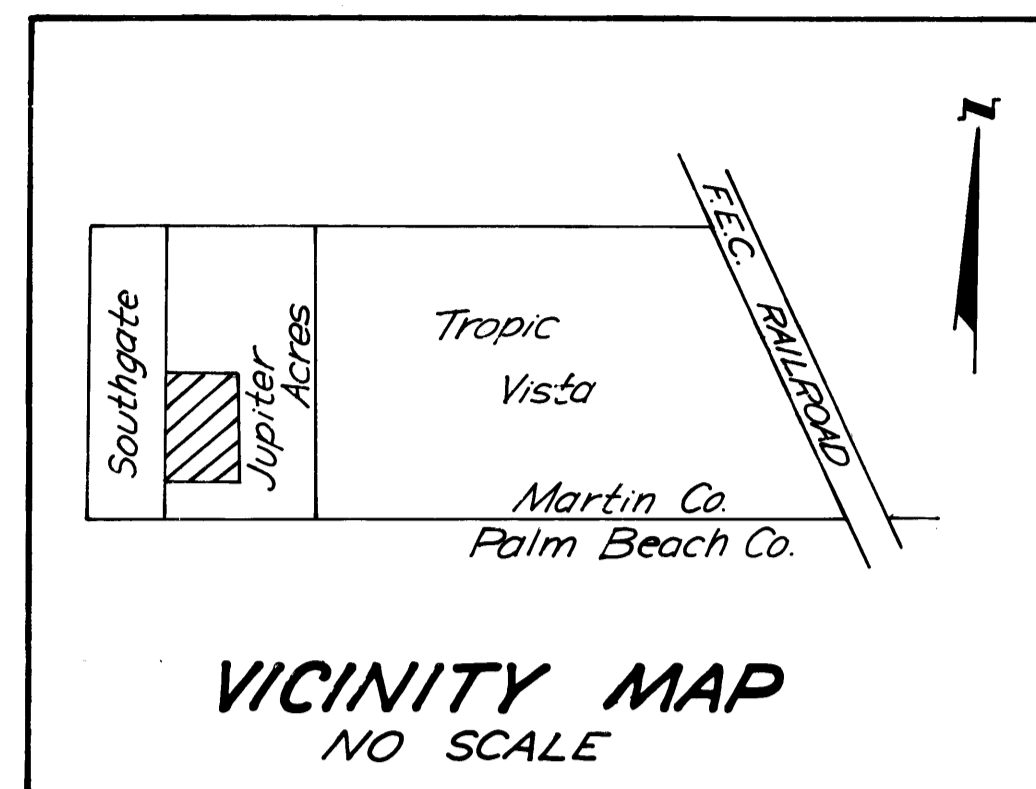 N
F.E.C. RAILROAD
Southgate
Jupiter
Acres
Tropic
Vista
Martin Co.
Palm Beach Co.
VICINITY MAP
NO SCALE